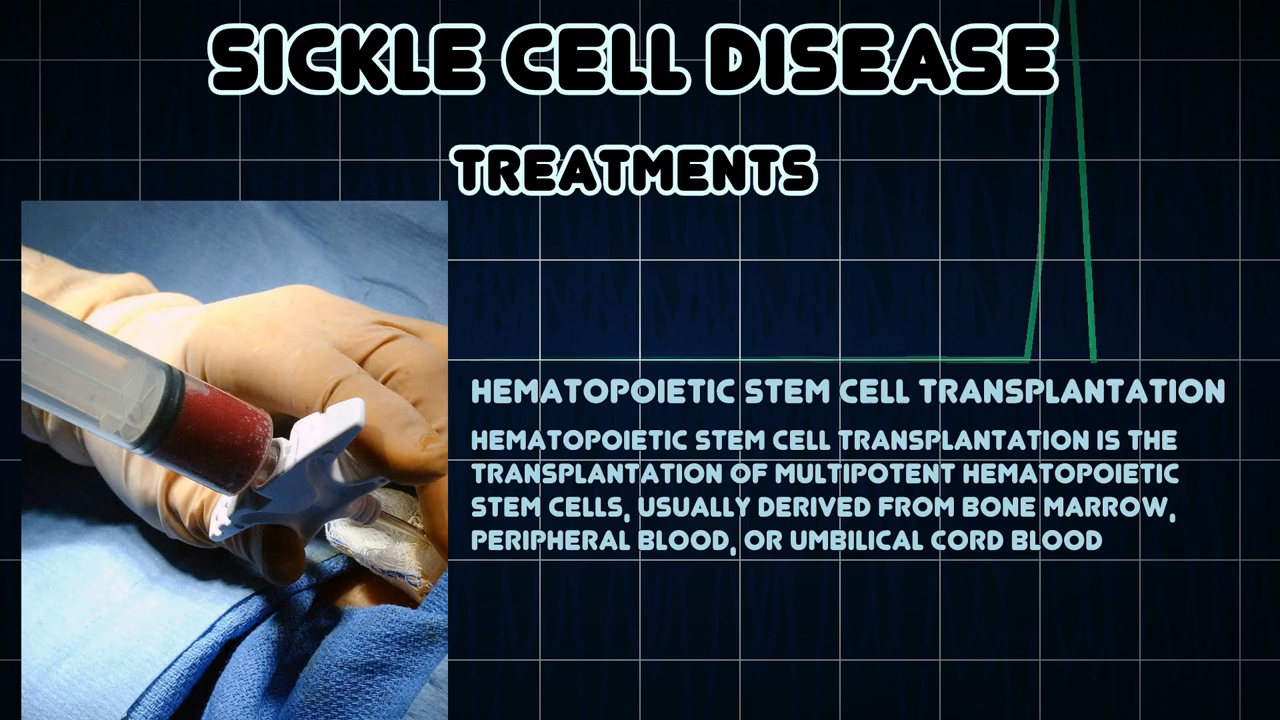 SICKLE CELL DISEASE
TREATMENTS
HEMATOPOIETIC STEM CELL TRANSPLANTATION
HEMATOPOIETIC STEM CELL TRANSPLANTATION IS THE
TRANSPLANTATION OF MULTIPOTENT HEMATOPOIETIC
STEM CELLS, USUALLY DERIVED FROM BONE MARROW,
PERIPHERAL BLOOD, OR UMBILICAL CORD BLOOD